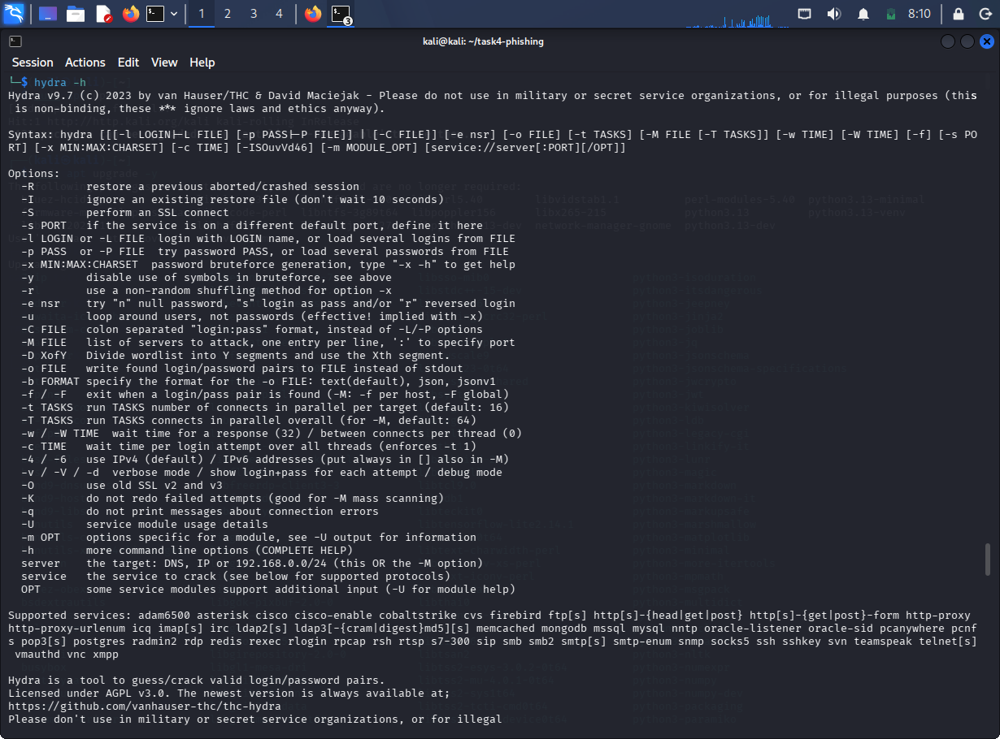 1 2 3 4 3 8:10
kali@kali: ~/task4-phishing
Session Actions Edit View Help
└─$ hydra -h
Hydra v9.7 (c) 2023 by van Hauser/THC & David Maciejak - Please do not use in military or secret service organizations, or for illegal purposes (this
is non-binding, these *** ignore laws and ethics anyway).
Syntax: hydra [[[-l LOGIN|-L FILE] [-p PASS|-P FILE]] | [-C FILE]] [-e nsr] [-o FILE] [-t TASKS] [-M FILE [-T TASKS]] [-w TIME] [-W TIME] [-f] [-s PO
RT] [-x MIN:MAX:CHARSET] [-c TIME] [-ISOuvVd46] [-m MODULE_OPT] [service://server[:PORT][/OPT]]
Options:
-R restore a previous aborted/crashed session
-I ignore an existing restore file (don't wait 10 seconds)
-S perform an SSL connect
-s PORT if the service is on a different default port, define it here
-l LOGIN or -L FILE login with LOGIN name, or load several logins from FILE
-p PASS or -P FILE try password PASS, or load several passwords from FILE
-x MIN:MAX:CHARSET password bruteforce generation, type "-x -h" to get help
-y disable use of symbols in bruteforce, see above
-r use a non-random shuffling method for option -x
-e nsr try "n" null password, "s" login as pass and/or "r" reversed login
-u loop around users, not passwords (effective! implied with -x)
-C FILE colon separated "login:pass" format, instead of -L/-P options
-M FILE list of servers to attack, one entry per line, ':' to specify port
-D XofY Divide wordlist into Y segments and use the Xth segment.
-o FILE write found login/password pairs to FILE instead of stdout
-b FORMAT specify the format for the -o FILE: text(default), json, jsonv1
-f / -F exit when a login/pass pair is found (-M: -f per host, -F global)
-t TASKS run TASKS number of connects in parallel per target (default: 16)
-T TASKS run TASKS connects in parallel overall (for -M, default: 64)
-w / -W TIME wait time for a response (32) / between connects per thread (0)
-c TIME wait time per login attempt over all threads (enforces -t 1)
-4 / -6 use IPv4 (default) / IPv6 addresses (put always in [] also in -M)
-v / -V / -d verbose mode / show login+pass for each attempt / debug mode
-O use old SSL v2 and v3
-K do not redo failed attempts (good for -M mass scanning)
-q do not print messages about connection errors
-U service module usage details
-m OPT options specific for a module, see -U output for information
-h more command line options (COMPLETE HELP)
server the target: DNS, IP or 192.168.0.0/24 (this OR the -M option)
service the service to crack (see below for supported protocols)
OPT some service modules support additional input (-U for module help)
Supported services: adam6500 asterisk cisco cisco-enable cobaltstrike cvs firebird ftp[s] http[s]-{head|get|post} http[s]-{get|post}-form http-proxy
http-proxy-urlenum icq imap[s] irc ldap2[s] ldap3[-{cram|digest}md5][s] memcached mongodb mssql mysql nntp oracle-listener oracle-sid pcanywhere pcnf
s pop3[s] postgres radmin2 rdp redis rexec rlogin rpcap rsh rtsp s7-300 sip smb smb2 smtp[s] smtp-enum snmp socks5 ssh sshkey svn teamspeak telnet[s]
vmauthd vnc xmpp
Hydra is a tool to guess/crack valid login/password pairs.
Licensed under AGPL v3.0. The newest version is always available at;
https://github.com/vanhauser-thc/thc-hydra
Please don't use in military or secret service organizations, or for illegal